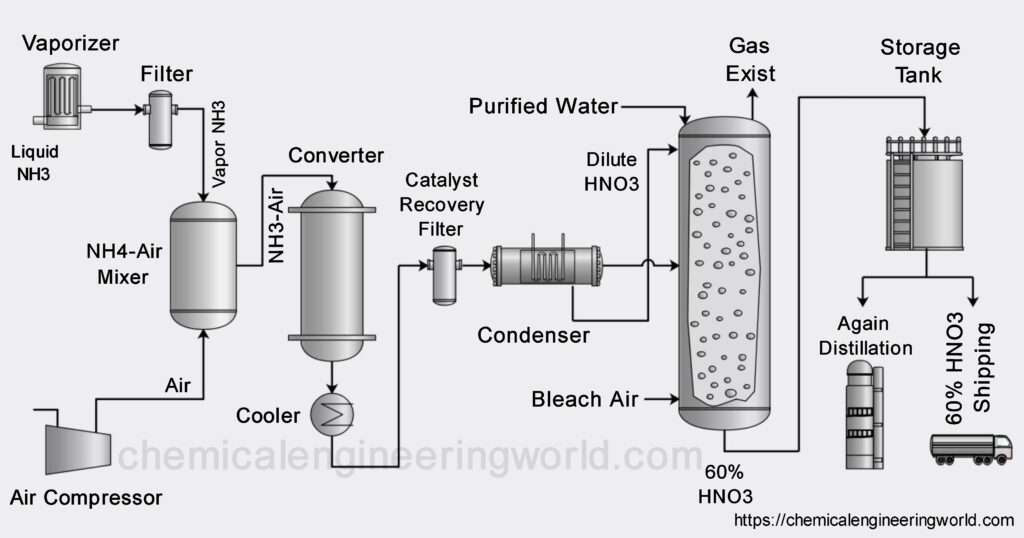 Vaporizer
Filter
Liquid
NH3
Vapor NH3
NH4-Air
Mixer
Air
Air Compressor
Converter
NH3-Air
Cooler
Catalyst
Recovery
Filter
Condenser
Purified Water
Dilute
HNO3
Bleach Air
Gas
Exist
60%
HNO3
Storage
Tank
Again
Distillation
60% HNO3
Shipping
chemicalengineeringworld.com
https://chemicalengineeringworld.com